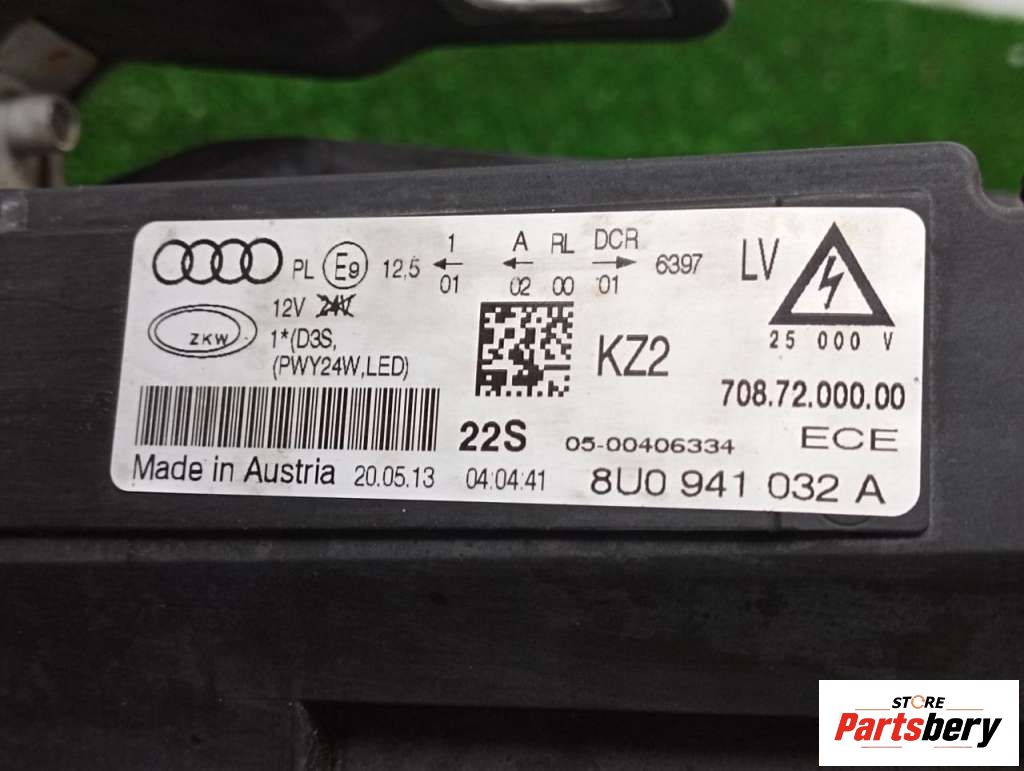 PL E9 12,5 1 01 A 02 RL 00 DCR 01 6397 LV
12V 24V
ZKW 1*(D3S,
(PWY24W,LED)
KZ2
25 000 V
708.72.000.00
22S 05-00406334 ECE
Made in Austria 20.05.13 04:04:41 8U0 941 032 A
STORE
Partsbery